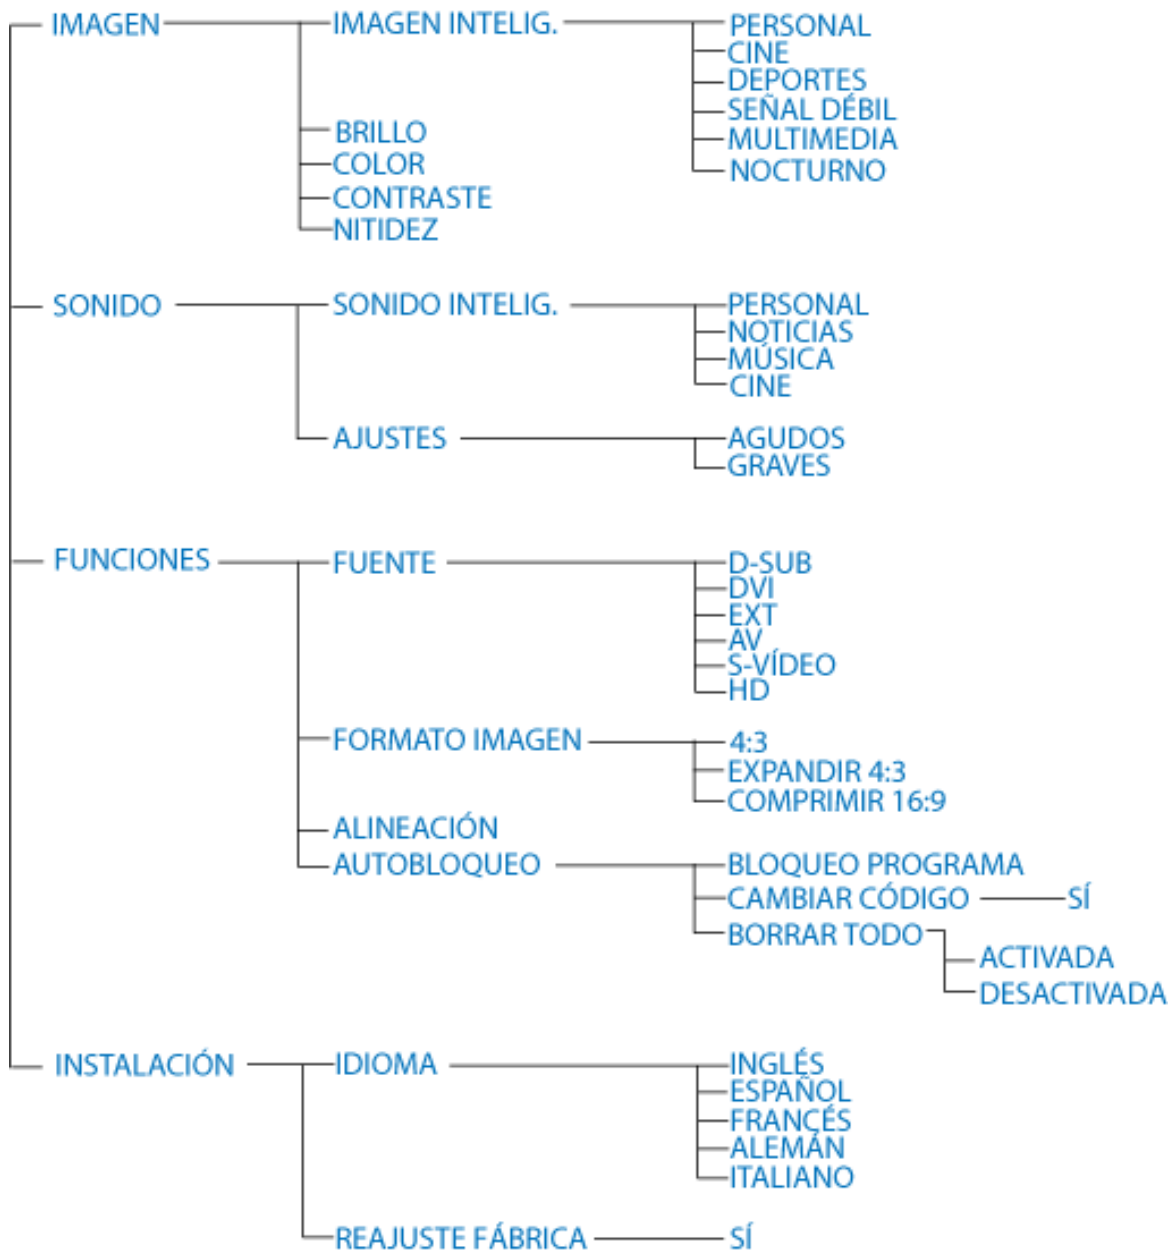 IMAGEN IMAGEN INTELIG. PERSONAL
CINE
DEPORTES
SEÑAL DÉBIL
BRILLO MULTIMEDIA
COLOR NOCTURNO
CONTRASTE
NITIDEZ
SONIDO SONIDO INTELIG. PERSONAL
NOTICIAS
MÚSICA
CINE
AJUSTES AGUDOS
GRAVES
FUNCIONES FUENTE D-SUB
DVI
EXT
AV
S-VÍDEO
HD
FORMATO IMAGEN 4:3
EXPANDIR 4:3
COMPRIMIR 16:9
ALINEACIÓN
AUTOBLOQUEO BLOQUEO PROGRAMA
CAMBIAR CÓDIGO SÍ
BORRAR TODO
ACTIVADA
DESACTIVADA
INSTALACIÓN IDIOMA INGLÉS
ESPAÑOL
FRANCÉS
ALEMÁN
ITALIANO
REAJUSTE FÁBRICA SÍ